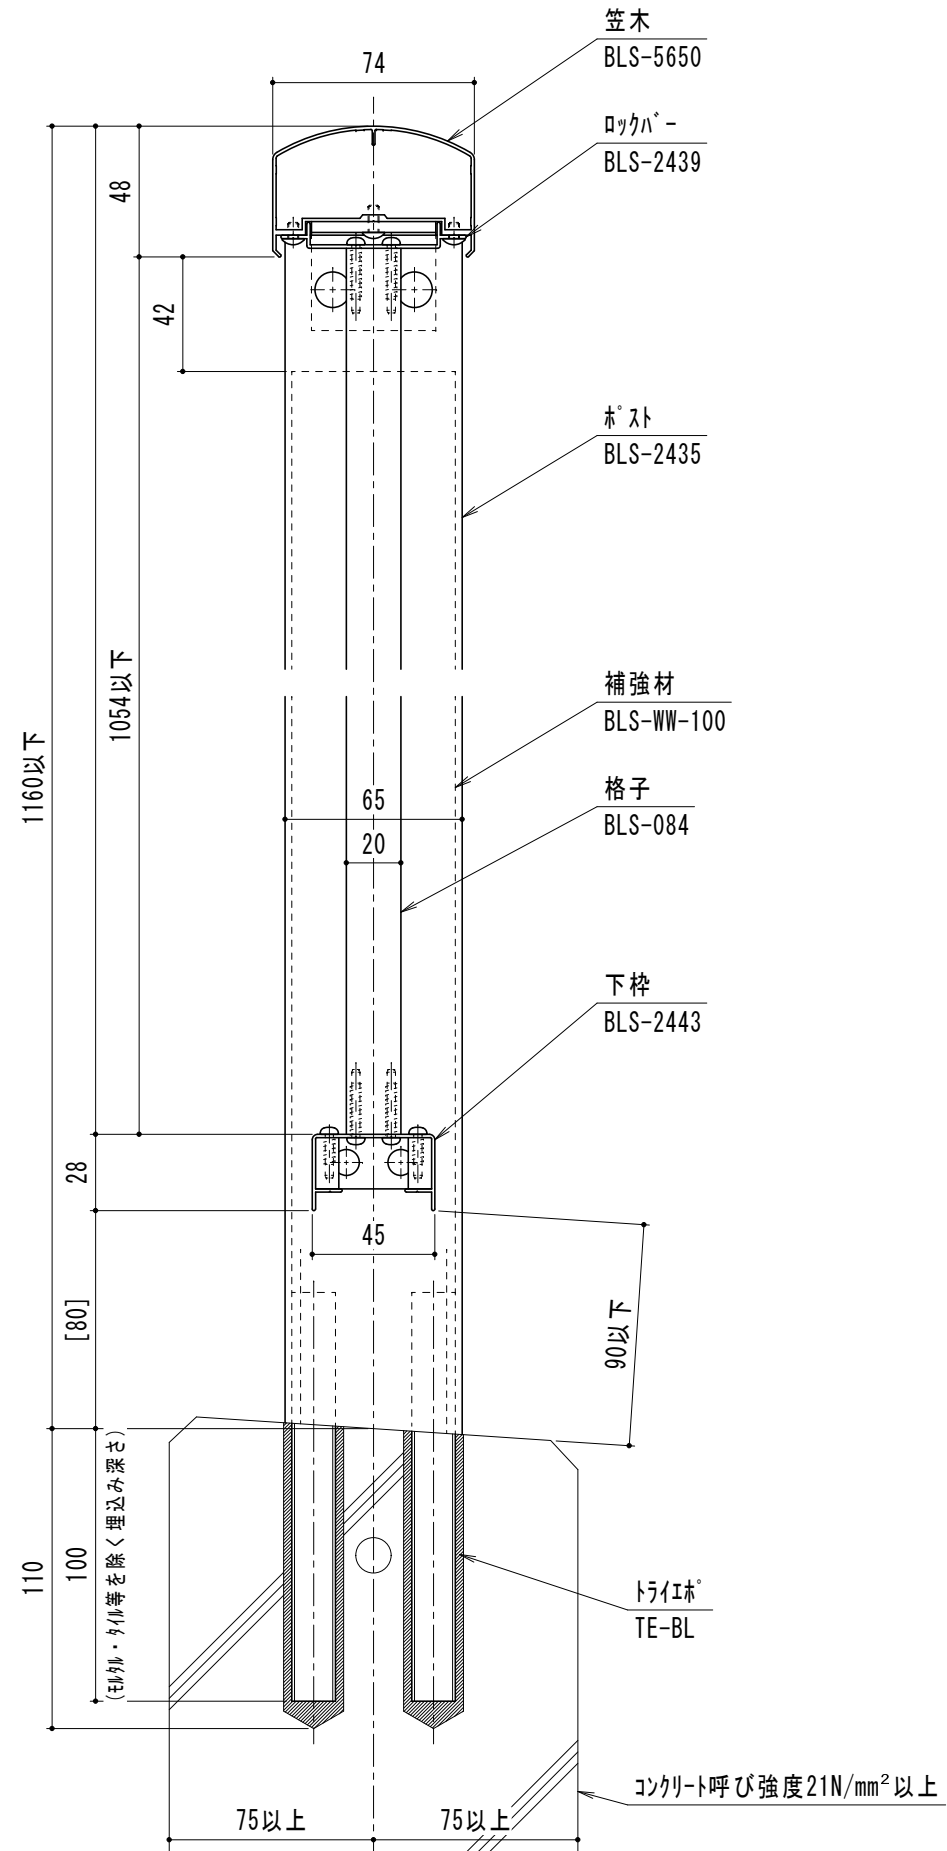 笠木
BLS-5650
74
ロックバー
BLS-2439
48
42
ポスト
BLS-2435
1054以下
補強材
BLS-WW-100
1160以下
65
格子
BLS-084
20
下枠
BLS-2443
28
45
[80]
90以下
(モルタル・タイル等を除く埋込み深さ)
100
110
トライエポ
TE-BL
コンクリート呼び強度21N/mm²以上
75以上
75以上